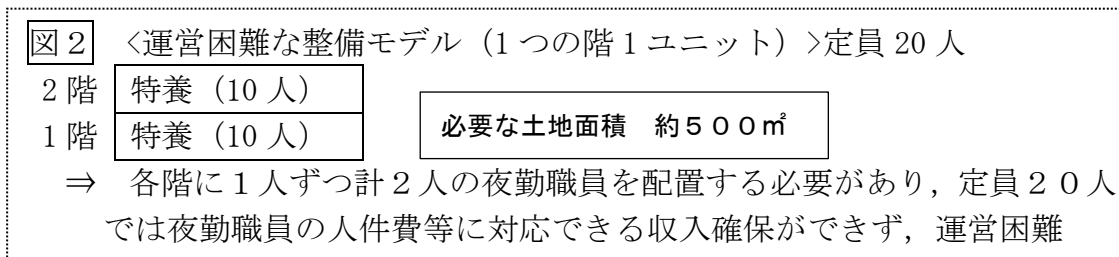 図2 <運営困難な整備モデル（1つの階1ユニット）>定員20人
2階 特養（10人）
1階 特養（10人）
必要な土地面積 約500㎡
⇒ 各階に1人ずつ計2人の夜勤職員を配置する必要があり，定員20人
では夜勤職員の人件費等に対応できる収入確保ができず，運営困難